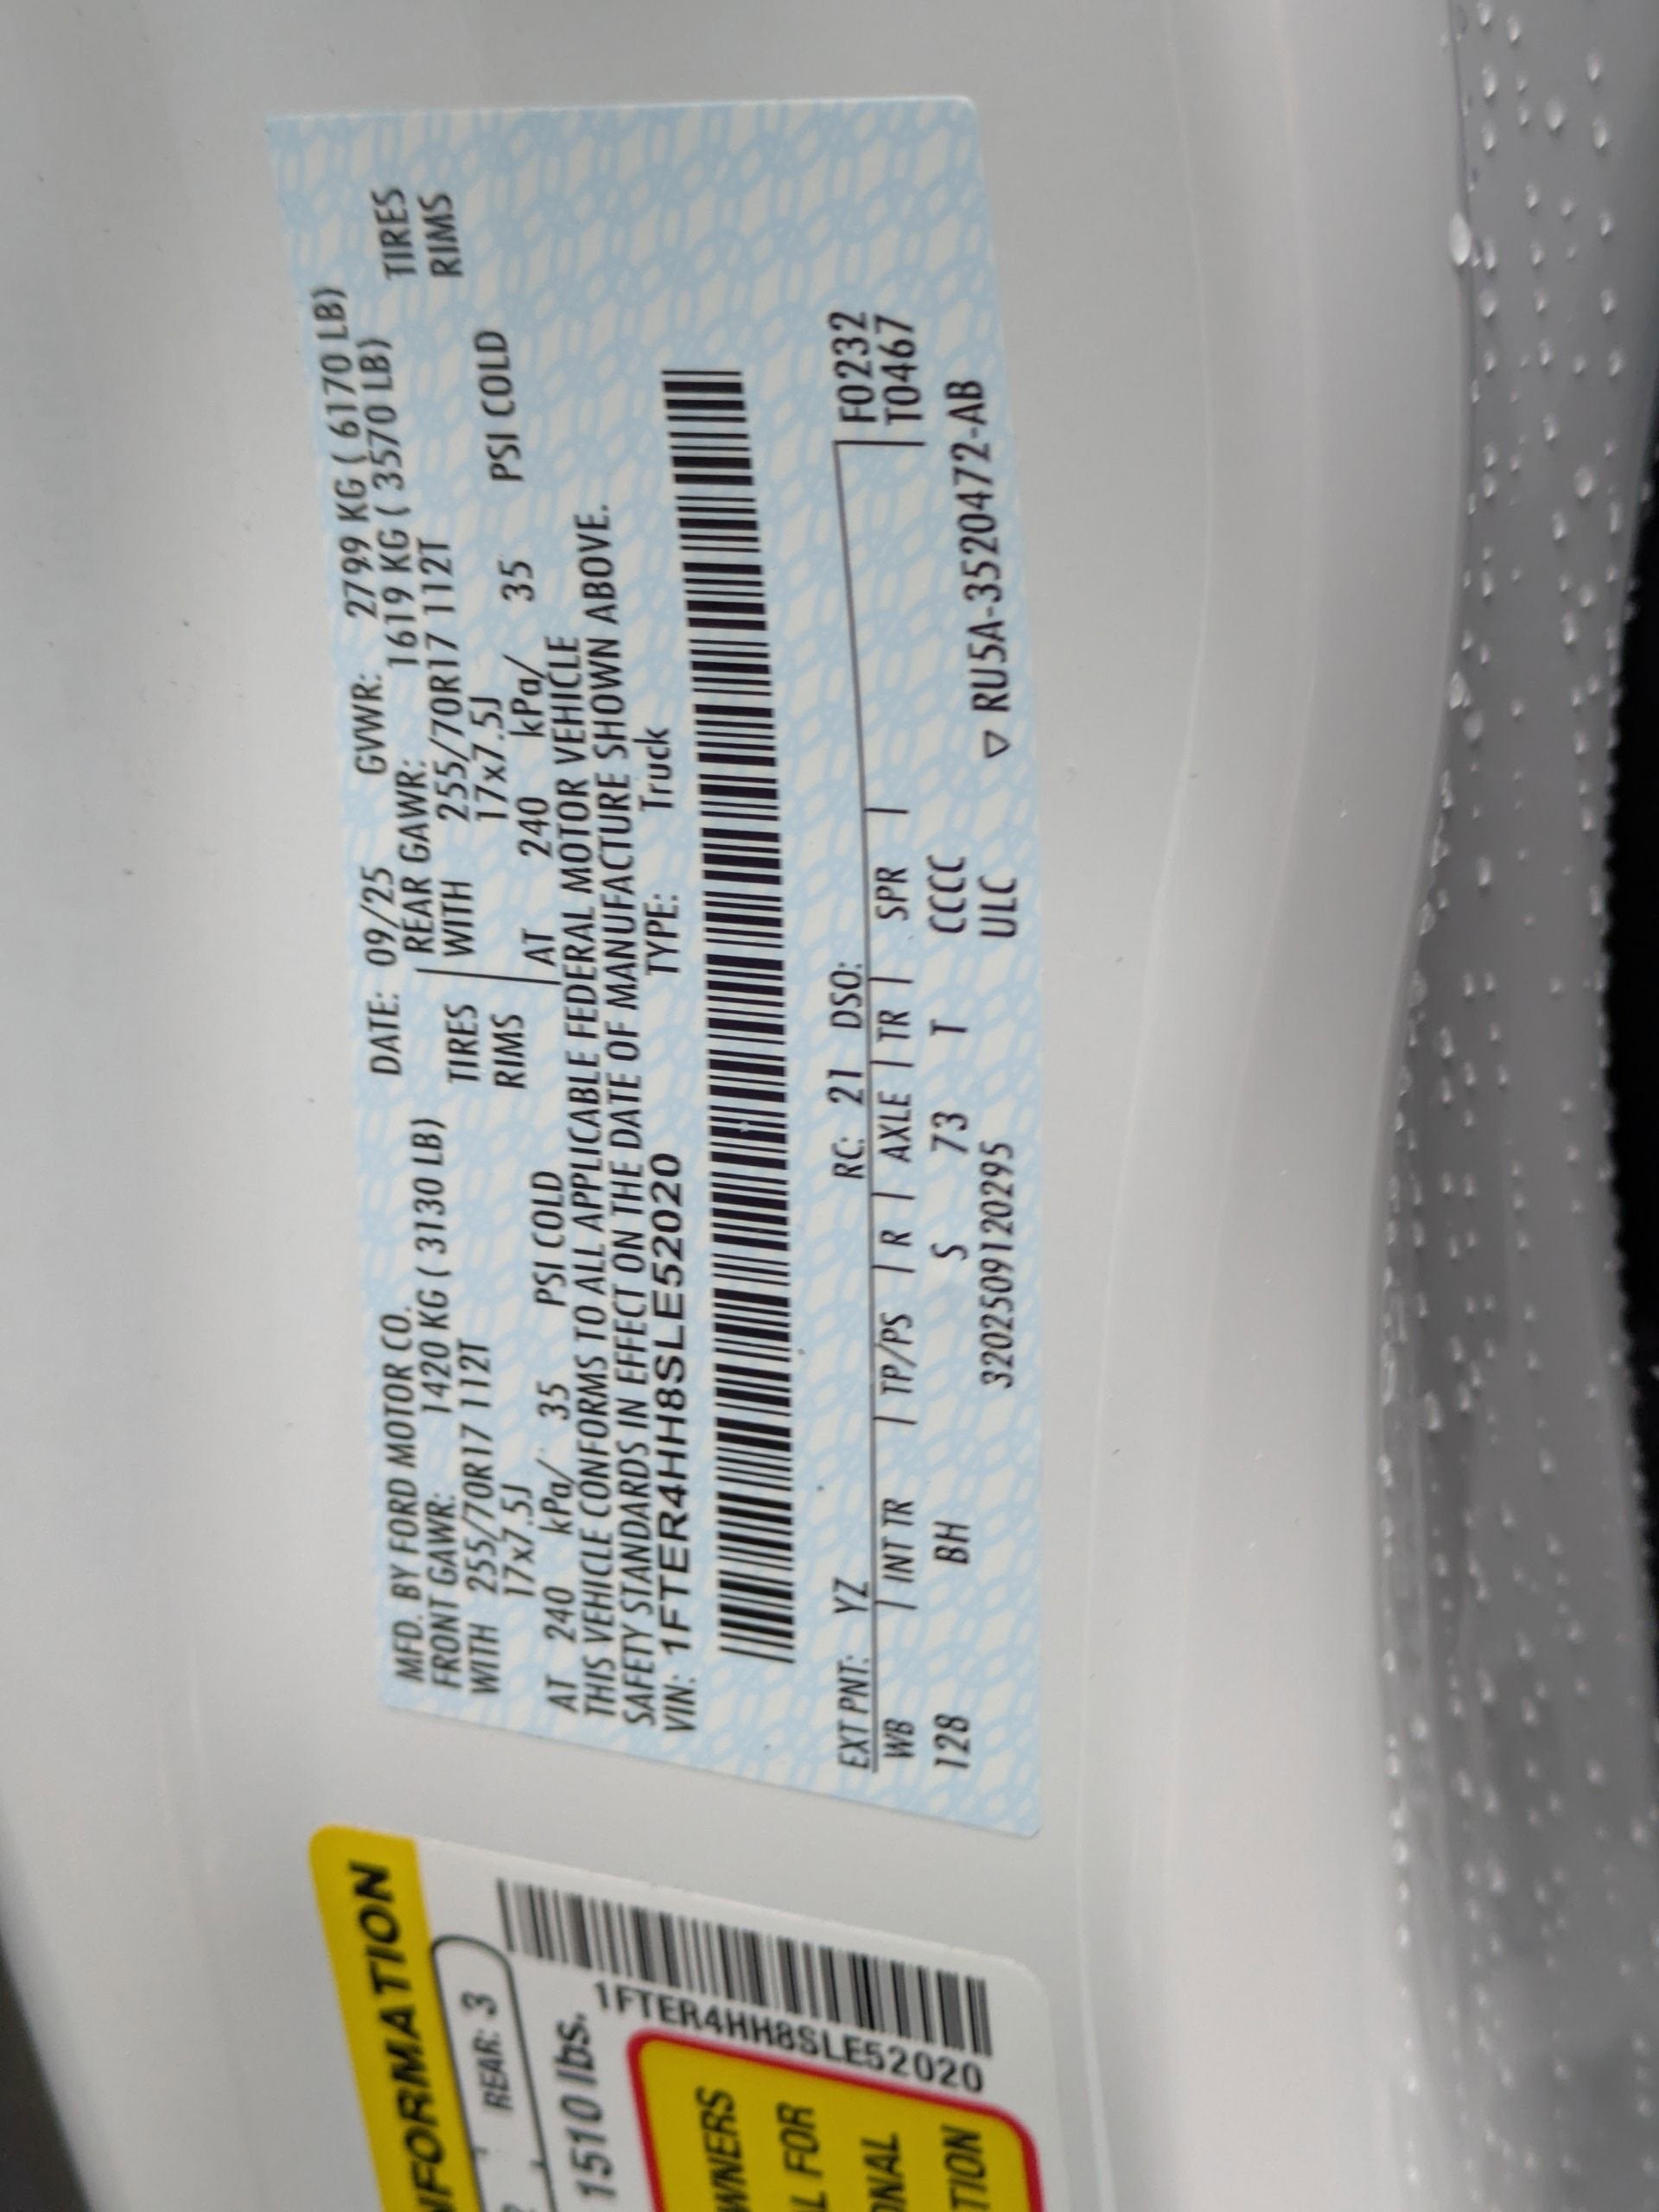 MFD. BY FORD MOTOR CO. DATE: 09/25 GVWR: 2799 KG ( 6170 LB)
FRONT GAWR: 1420 KG ( 3130 LB) REAR GAWR: 1619 KG ( 3570 LB)
WITH 255/70R17 112T TIRES WITH 255/70R17 112T TIRES
17x7.5J RIMS 17x7.5J RIMS
AT 240 kPa/ 35 PSI COLD AT 240 kPa/ 35 PSI COLD
THIS VEHICLE CONFORMS TO ALL APPLICABLE FEDERAL MOTOR VEHICLE
SAFETY STANDARDS IN EFFECT ON THE DATE OF MANUFACTURE SHOWN ABOVE.
VIN: 1FTER4HH8SLE52020 TYPE: Truck
EXT PNT: YZ RC: 21 DSO: F0232
WB | INT TR | TP/PS | R | AXLE | TR | SPR | T0467
128 BH S 73 T CCCC
3202509120295 ULC ▽ RU5A-3520472-AB
REAR: 3
1510 lbs.
1FTER4HH8SLE52020
FOR